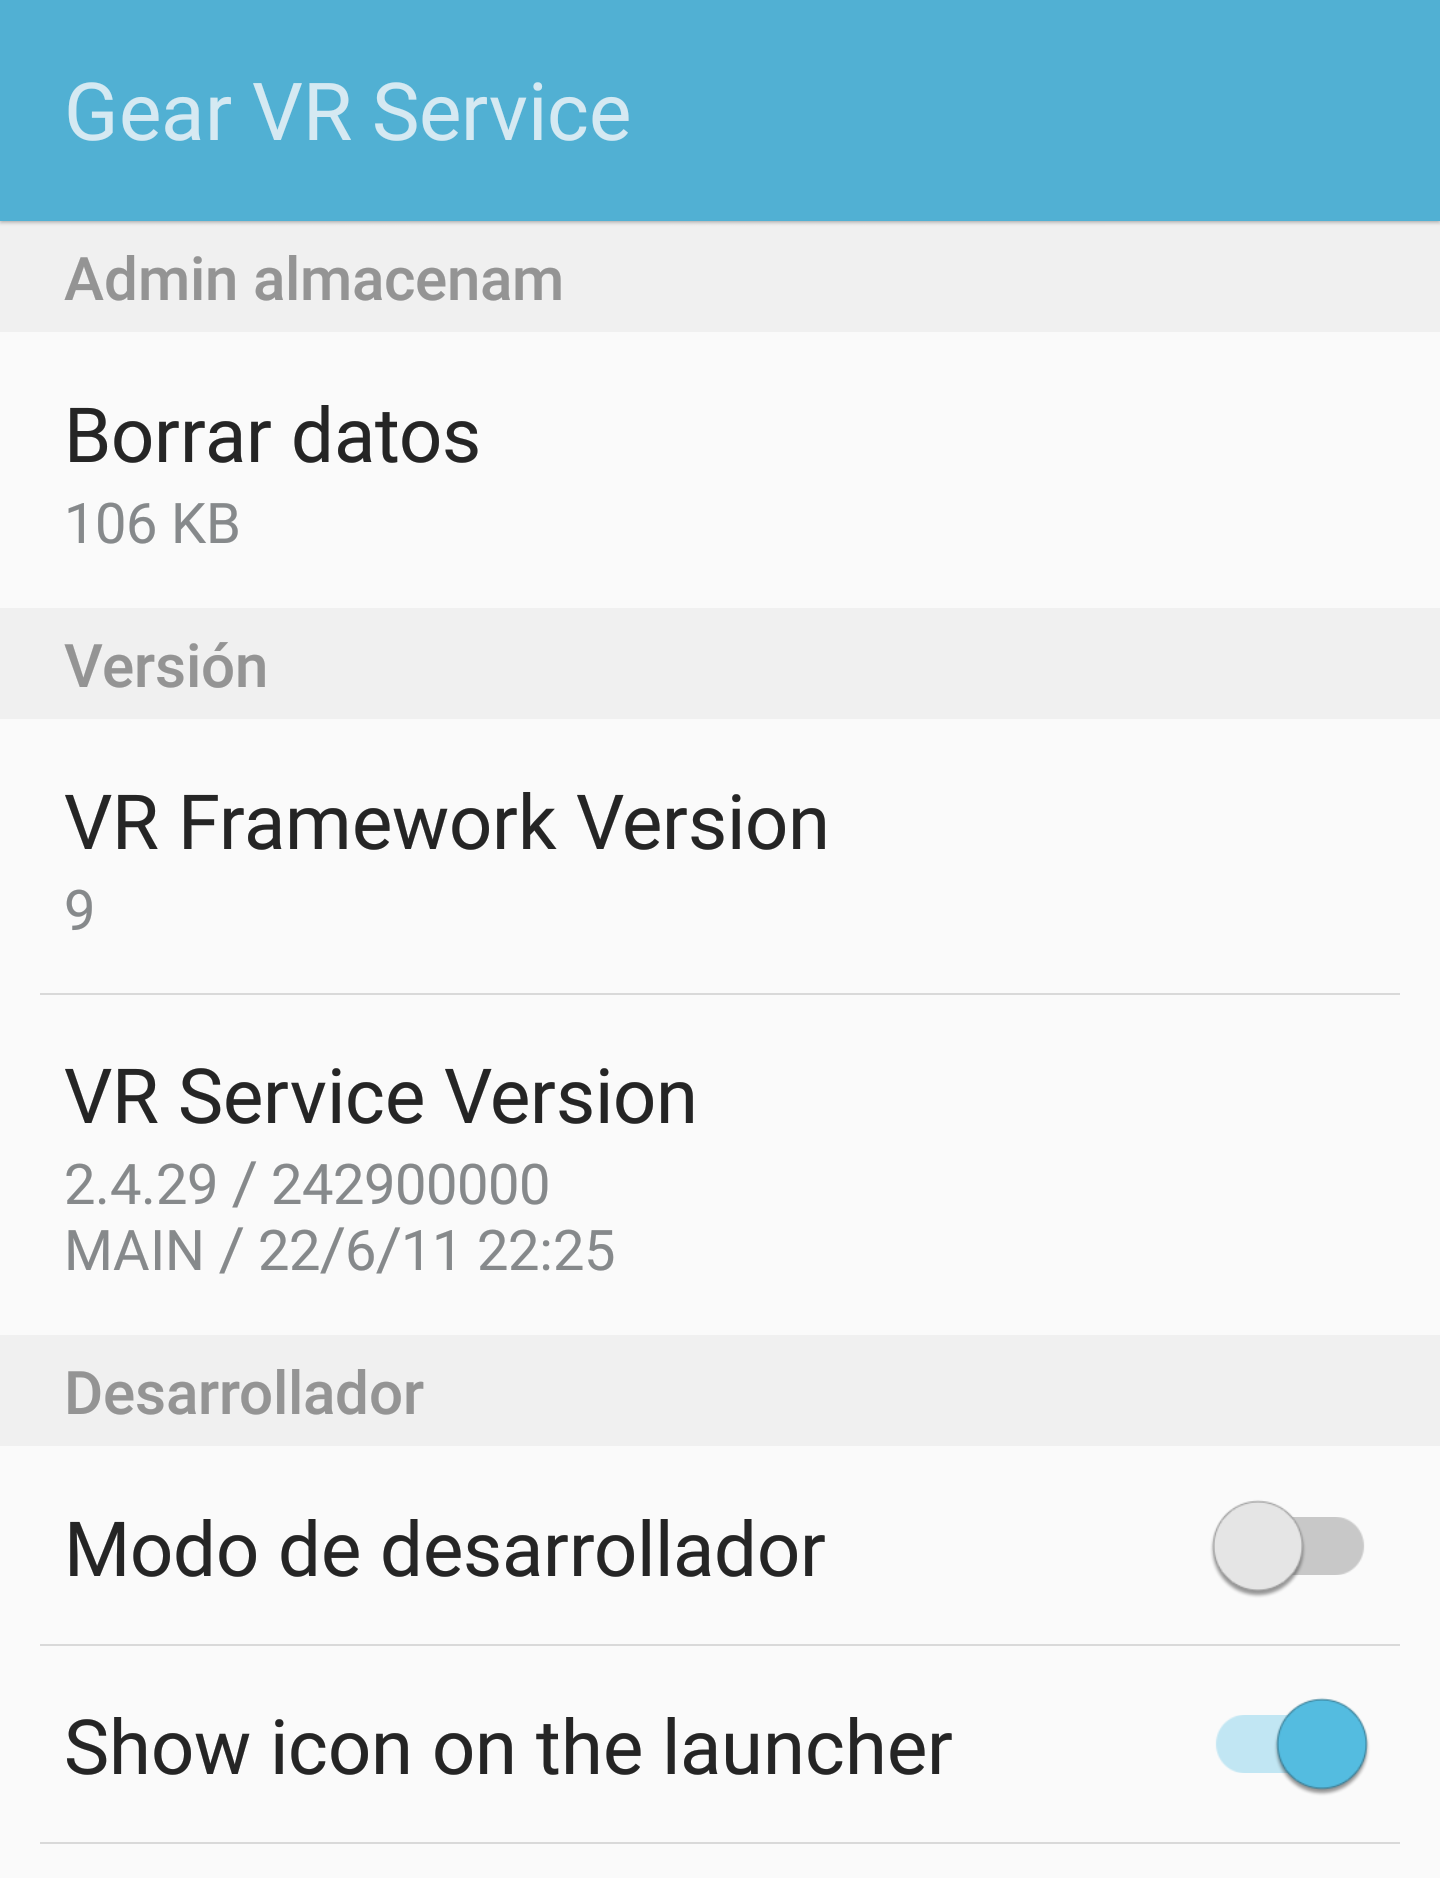 Gear VR Service
Admin almacenam
Borrar datos
106 KB
Versión
VR Framework Version
9
VR Service Version
2.4.29 / 242900000
MAIN / 22/6/11 22:25
Desarrollador
Modo de desarrollador
Show icon on the launcher